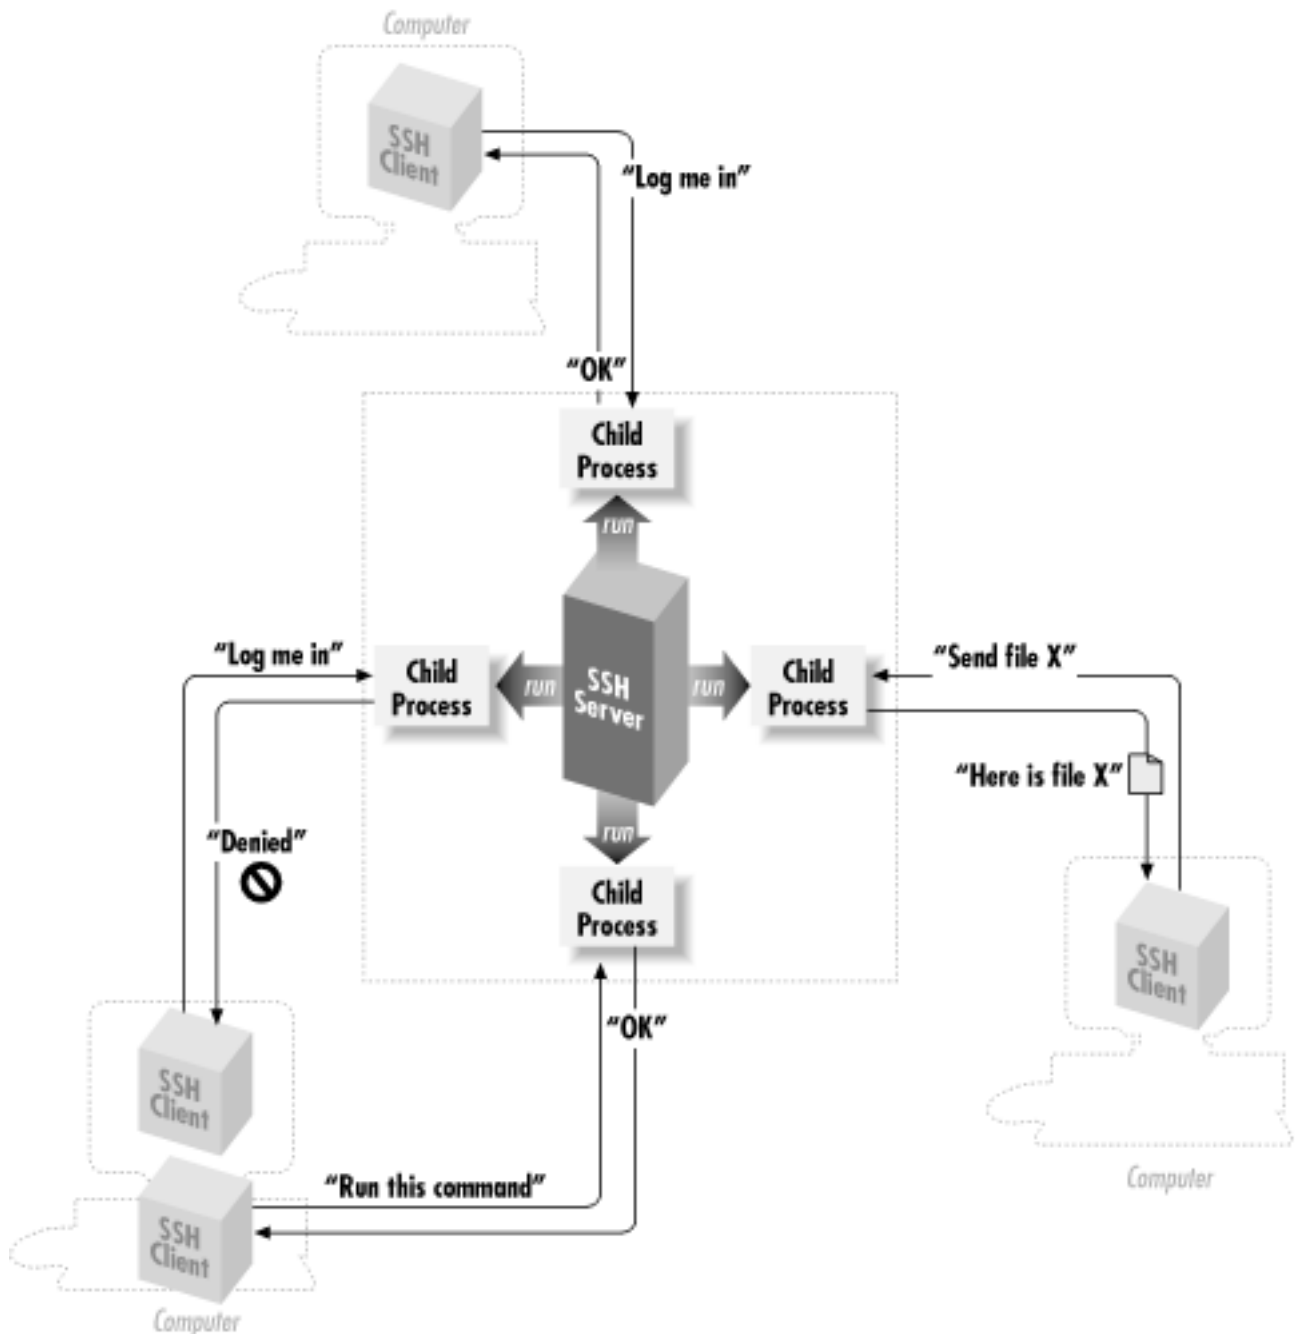 Computer
SSH
Client
“Log me in”
“OK”
Child
Process
run
“Log me in”
Child
Process
run
SSH
Server
run
Child
Process
“Send file X”
“Here is file X”
“Denied”
run
Child
Process
SSH
Client
“OK”
SSH
Client
“Run this command”
Computer
SSH
Client
Computer